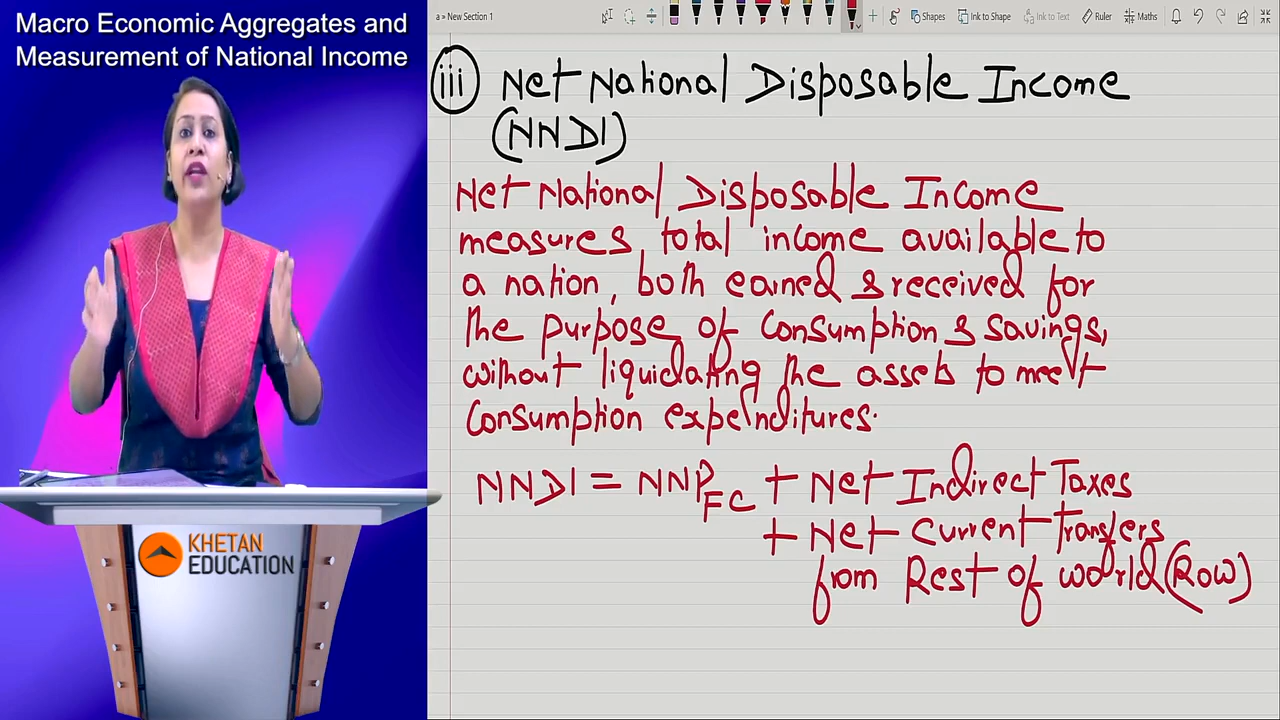 Macro Economic Aggregates and
Measurement of National Income
a » New Section 1
Shapes
Ink to Shape
Ink to Text
Ruler
Maths
iii Net National Disposable Income
(NNDI)
Net National Disposable Income
measures total income available to
a nation, both earned & received for
the purpose of consumption & savings,
without liquidating the assets to meet
consumption expenditures.
NNDI = NNP FC + Net Indirect Taxes
+ Net Current Transfers
from Rest of world (ROW)
KHETAN
EDUCATION